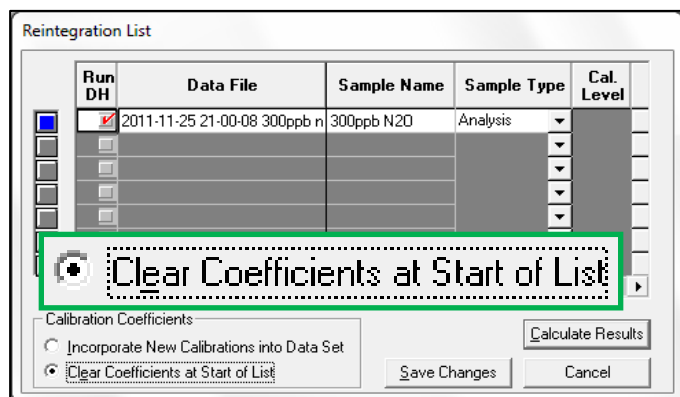 Reintegration List
Run DH Data File Sample Name Sample Type Cal. Level
2011-11-25 21-00-08 300ppb n 300ppb N2O Analysis
Clear Coefficients at Start of List
Calibration Coefficients
Incorporate New Calibrations into Data Set
Clear Coefficients at Start of List
Calculate Results
Save Changes Cancel